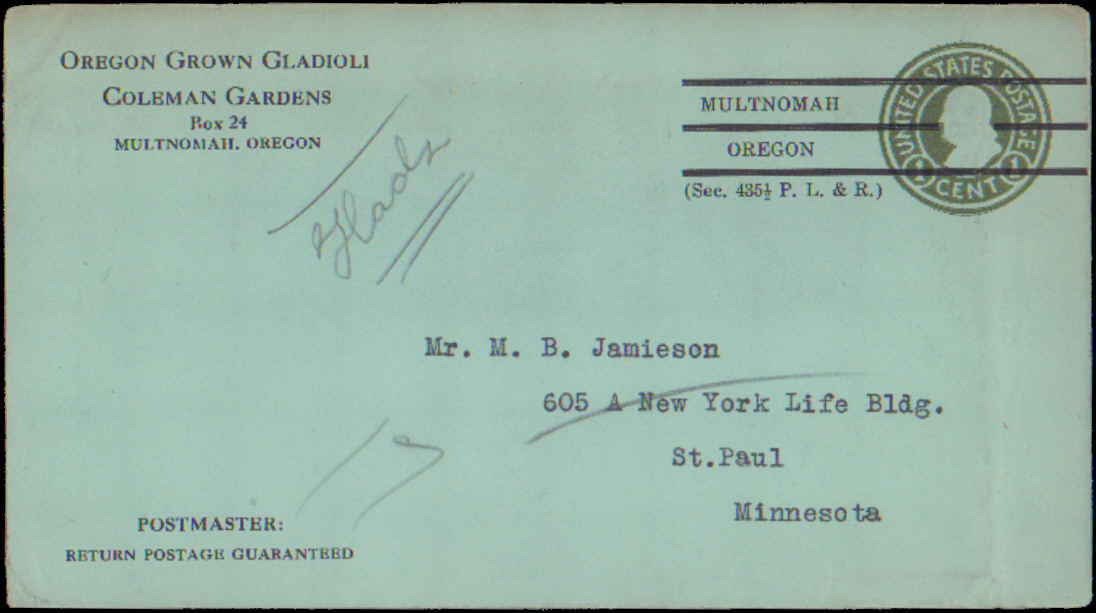 OREGON GROWN GLADIOLI
COLEMAN GARDENS
Box 24
MULTNOMAH, OREGON
Glads
MULTNOMAH
OREGON
(Sec. 435½ P. L. & R.)
UNITED STATES POSTAGE
1 CENT 1
Mr. M. B. Jamieson
605 A New York Life Bldg.
St.Paul
Minnesota
POSTMASTER:
RETURN POSTAGE GUARANTEED